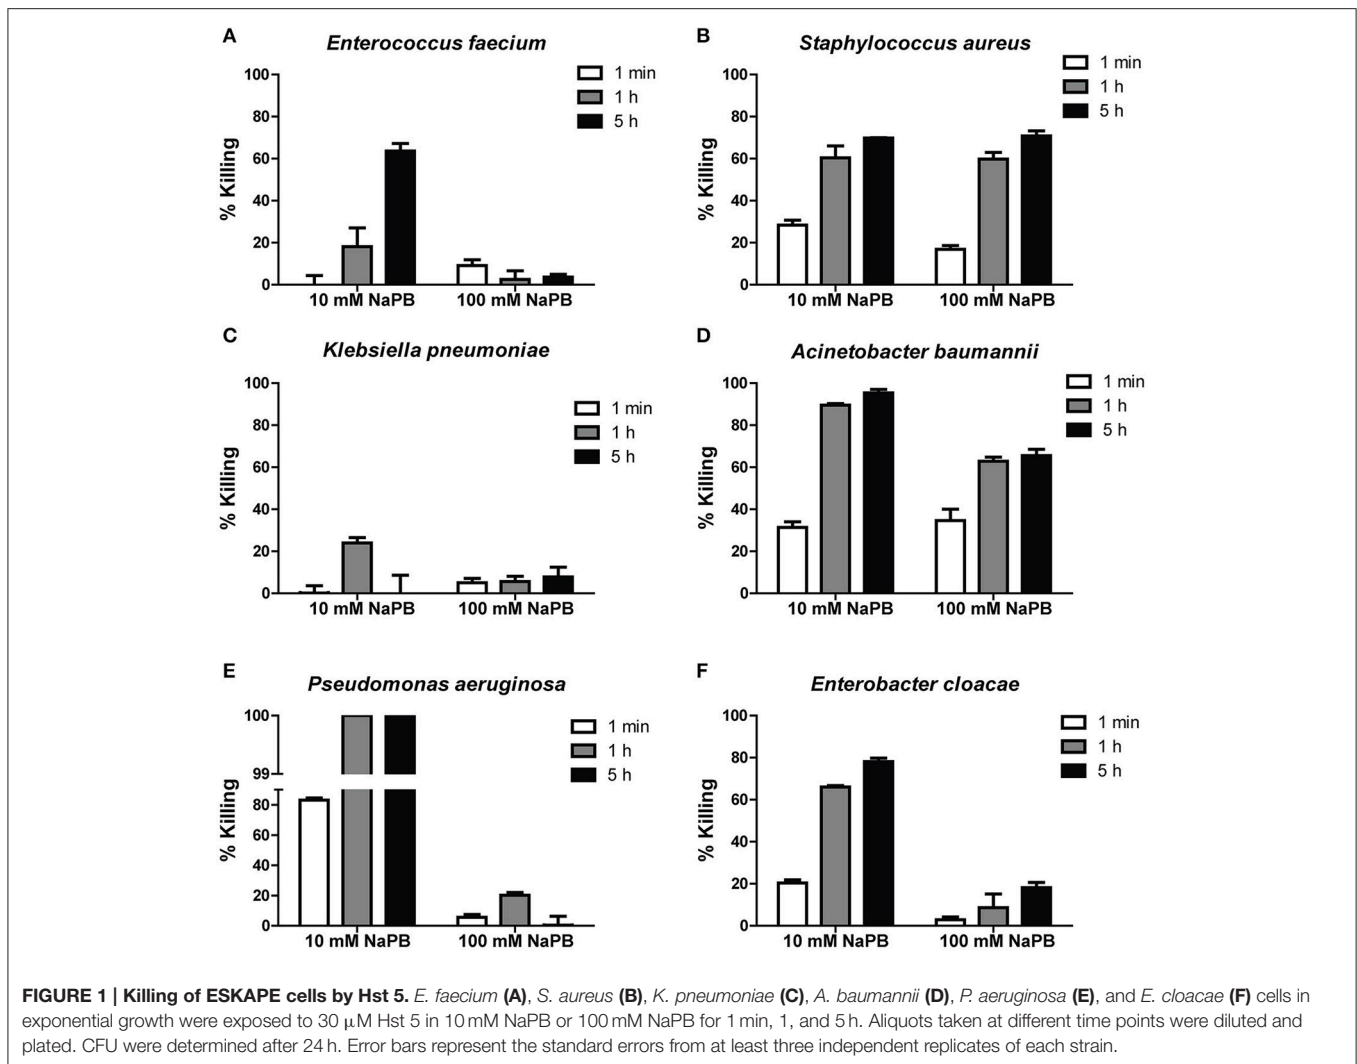 A
Enterococcus faecium
1 min
1 h
5 h
% Killing
100
80
60
40
20
0
10 mM NaPB
100 mM NaPB
B
Staphylococcus aureus
1 min
1 h
5 h
% Killing
100
80
60
40
20
0
10 mM NaPB
100 mM NaPB
C
Klebsiella pneumoniae
1 min
1 h
5 h
% Killing
100
80
60
40
20
0
10 mM NaPB
100 mM NaPB
D
Acinetobacter baumannii
1 min
1 h
5 h
% Killing
100
80
60
40
20
0
10 mM NaPB
100 mM NaPB
E
Pseudomonas aeruginosa
1 min
1 h
5 h
% Killing
100
99
80
60
40
20
0
10 mM NaPB
100 mM NaPB
F
Enterobacter cloacae
1 min
1 h
5 h
% Killing
100
80
60
40
20
0
10 mM NaPB
100 mM NaPB
FIGURE 1 | Killing of ESKAPE cells by Hst 5. E. faecium (A), S. aureus (B), K. pneumoniae (C), A. baumannii (D), P. aeruginosa (E), and E. cloacae (F) cells in
exponential growth were exposed to 30 μM Hst 5 in 10 mM NaPB or 100 mM NaPB for 1 min, 1, and 5 h. Aliquots taken at different time points were diluted and
plated. CFU were determined after 24 h. Error bars represent the standard errors from at least three independent replicates of each strain.